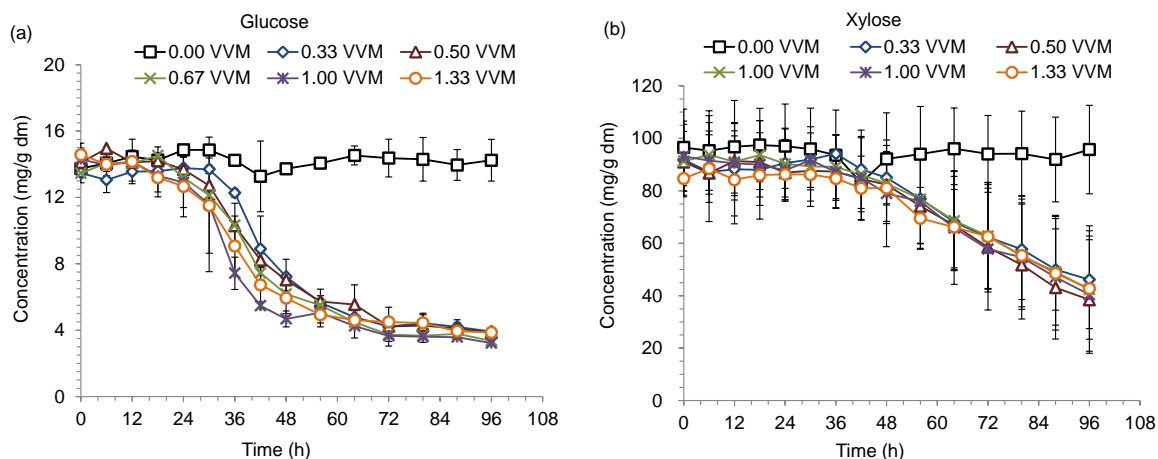 (a)
Glucose
0.00 VVM 0.33 VVM 0.50 VVM
0.67 VVM 1.00 VVM 1.33 VVM
Concentration (mg/g dm)
20
16
12
8
4
0
0 12 24 36 48 60 72 84 96 108
Time (h)
(b)
Xylose
0.00 VVM 0.33 VVM 0.50 VVM
1.00 VVM 1.00 VVM 1.33 VVM
Concentration (mg/g dm)
120
100
80
60
40
20
0
0 12 24 36 48 60 72 84 96 108
Time (h)